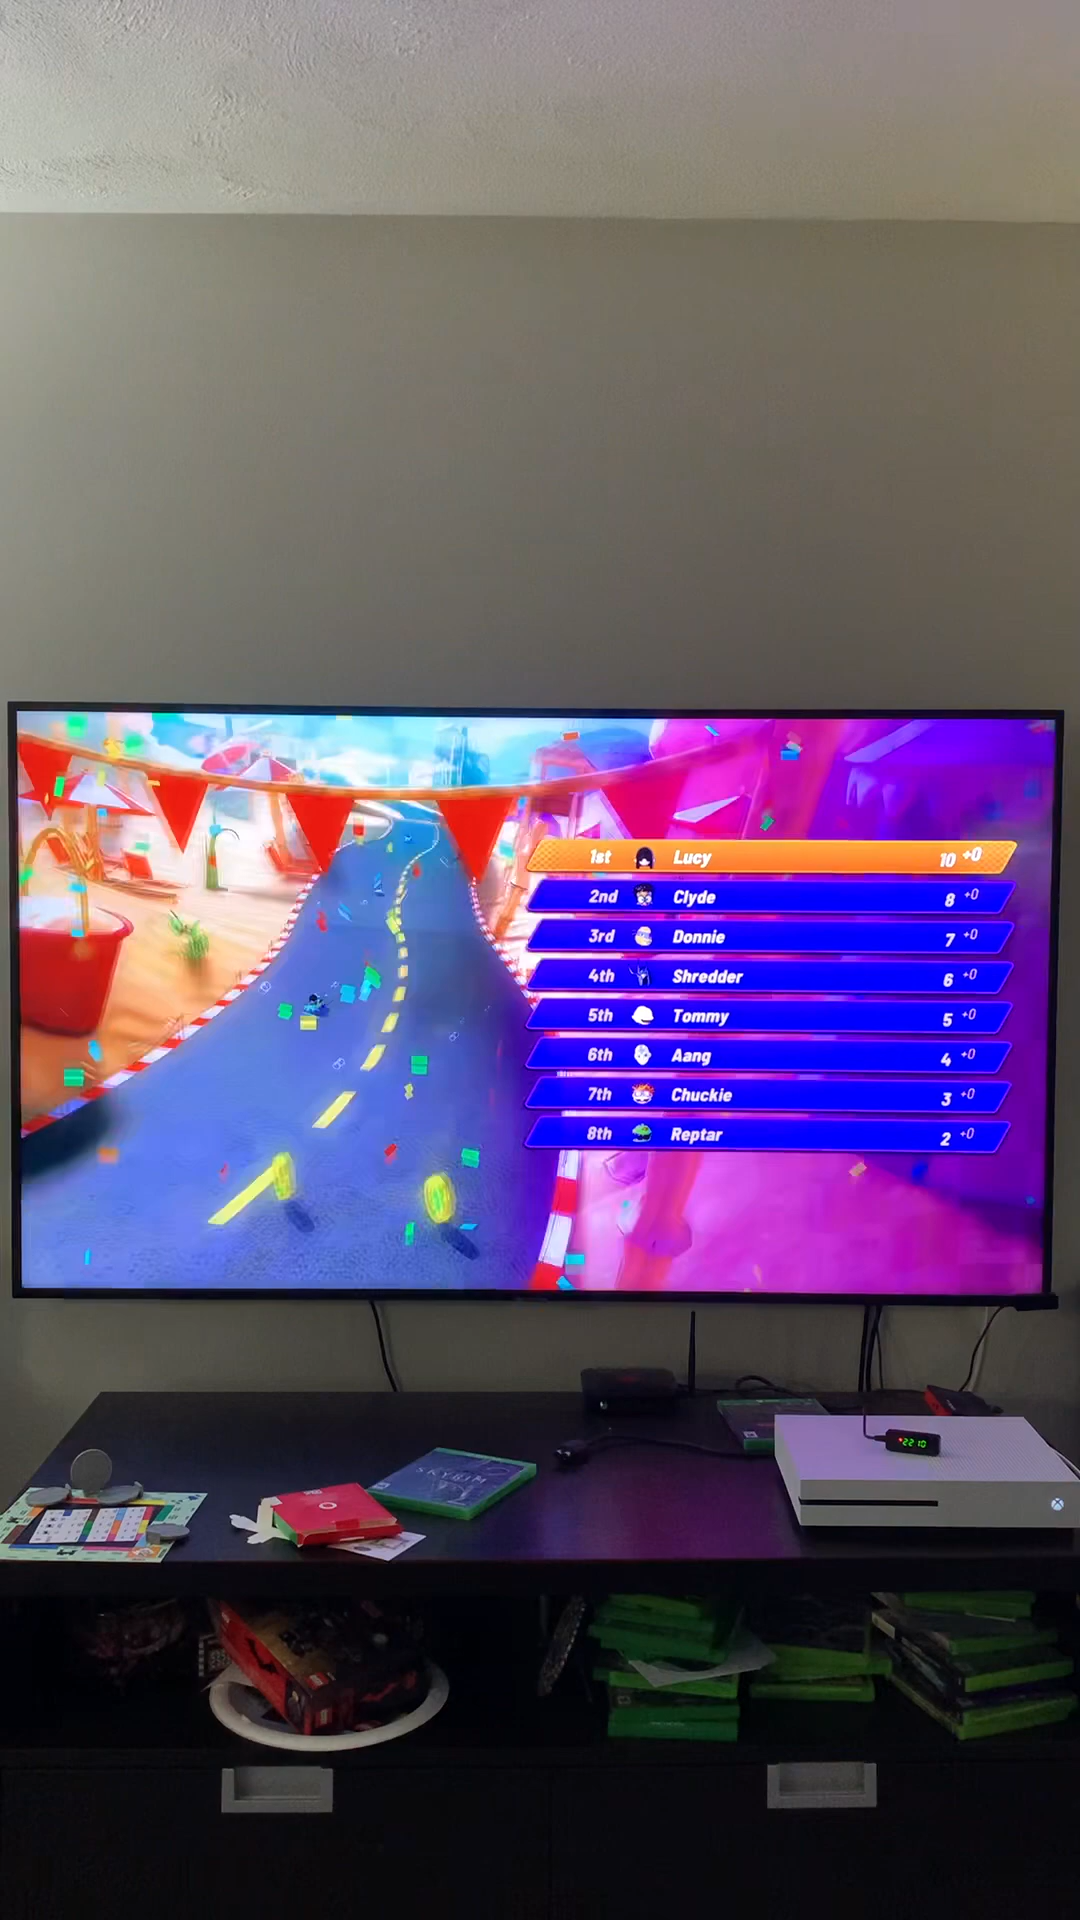 1st Lucy 10 +0
2nd Clyde 8 +0
3rd Donnie 7 +0
4th Shredder 6 +0
5th Tommy 5 +0
6th Aang 4 +0
7th Chuckie 3 +0
8th Reptar 2 +0
22 10
SKYRIM